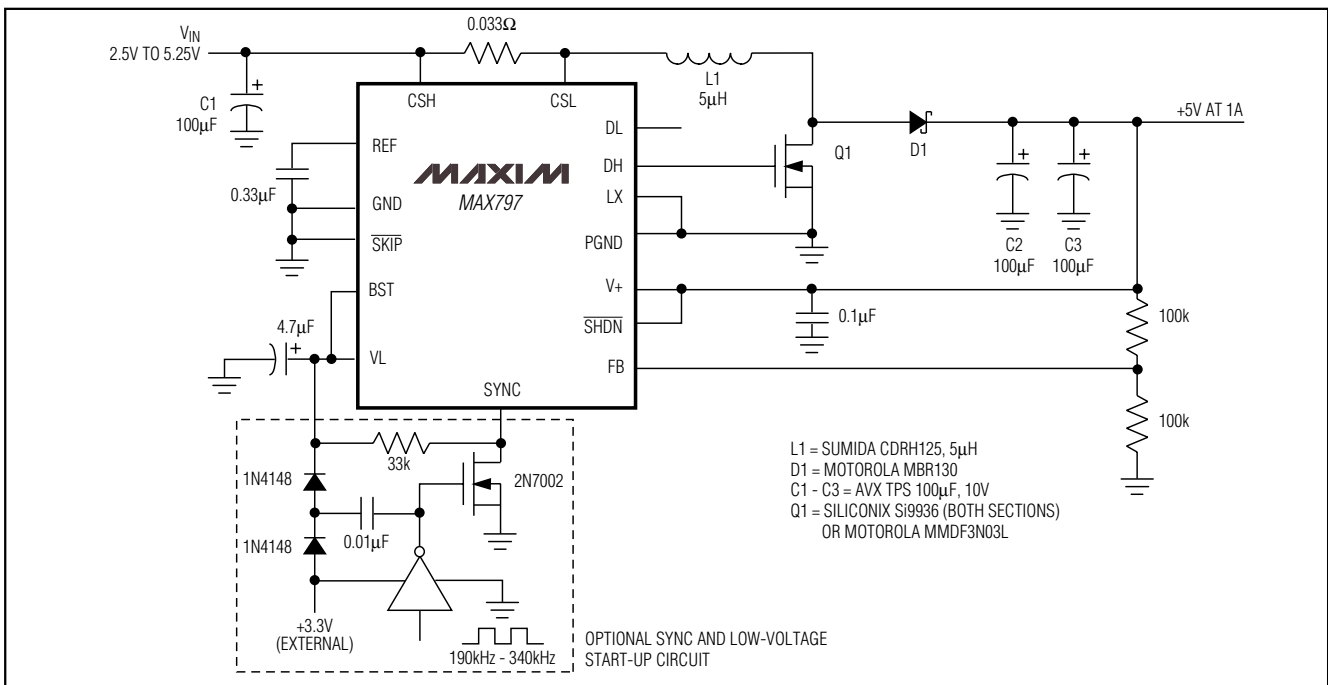 0.033Ω
VIN
2.5V TO 5.25V
C1
100µF
CSH
CSL
L1
5µH
+5V AT 1A
REF
DL
Q1
D1
DH
MAXIM
MAX797
0.33µF
GND
LX
SKIP
PGND
C2
100µF
C3
100µF
BST
V+
4.7µF
SHDN
0.1µF
100k
VL
FB
SYNC
33k
100k
1N4148
2N7002
0.01µF
1N4148
+3.3V
(EXTERNAL)
190kHz - 340kHz
L1 = SUMIDA CDRH125, 5µH
D1 = MOTOROLA MBR130
C1 - C3 = AVX TPS 100µF, 10V
Q1 = SILICONIX Si9936 (BOTH SECTIONS)
OR MOTOROLA MMDF3N03L
OPTIONAL SYNC AND LOW-VOLTAGE
START-UP CIRCUIT